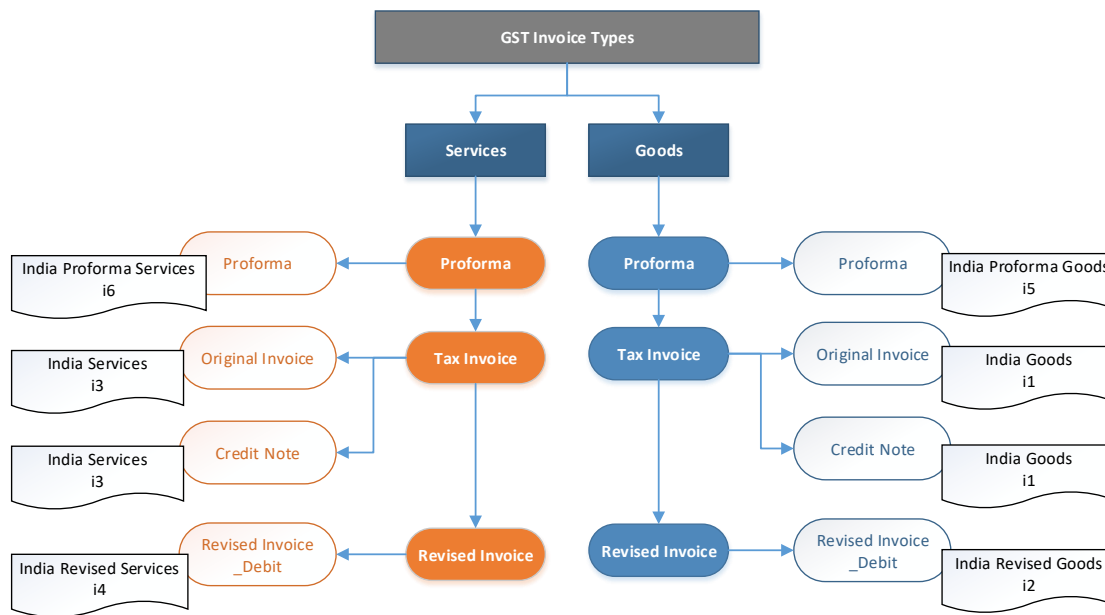 GST Invoice Types
Services
Goods
India Proforma Services
i6
Proforma
Proforma
Proforma
Proforma
India Proforma Goods
i5
India Services
i3
Original Invoice
Tax Invoice
Tax Invoice
Original Invoice
India Goods
i1
India Services
i3
Credit Note
Credit Note
India Goods
i1
India Revised Services
i4
Revised Invoice
_Debit
Revised Invoice
Revised Invoice
Revised Invoice
_Debit
India Revised Goods
i2